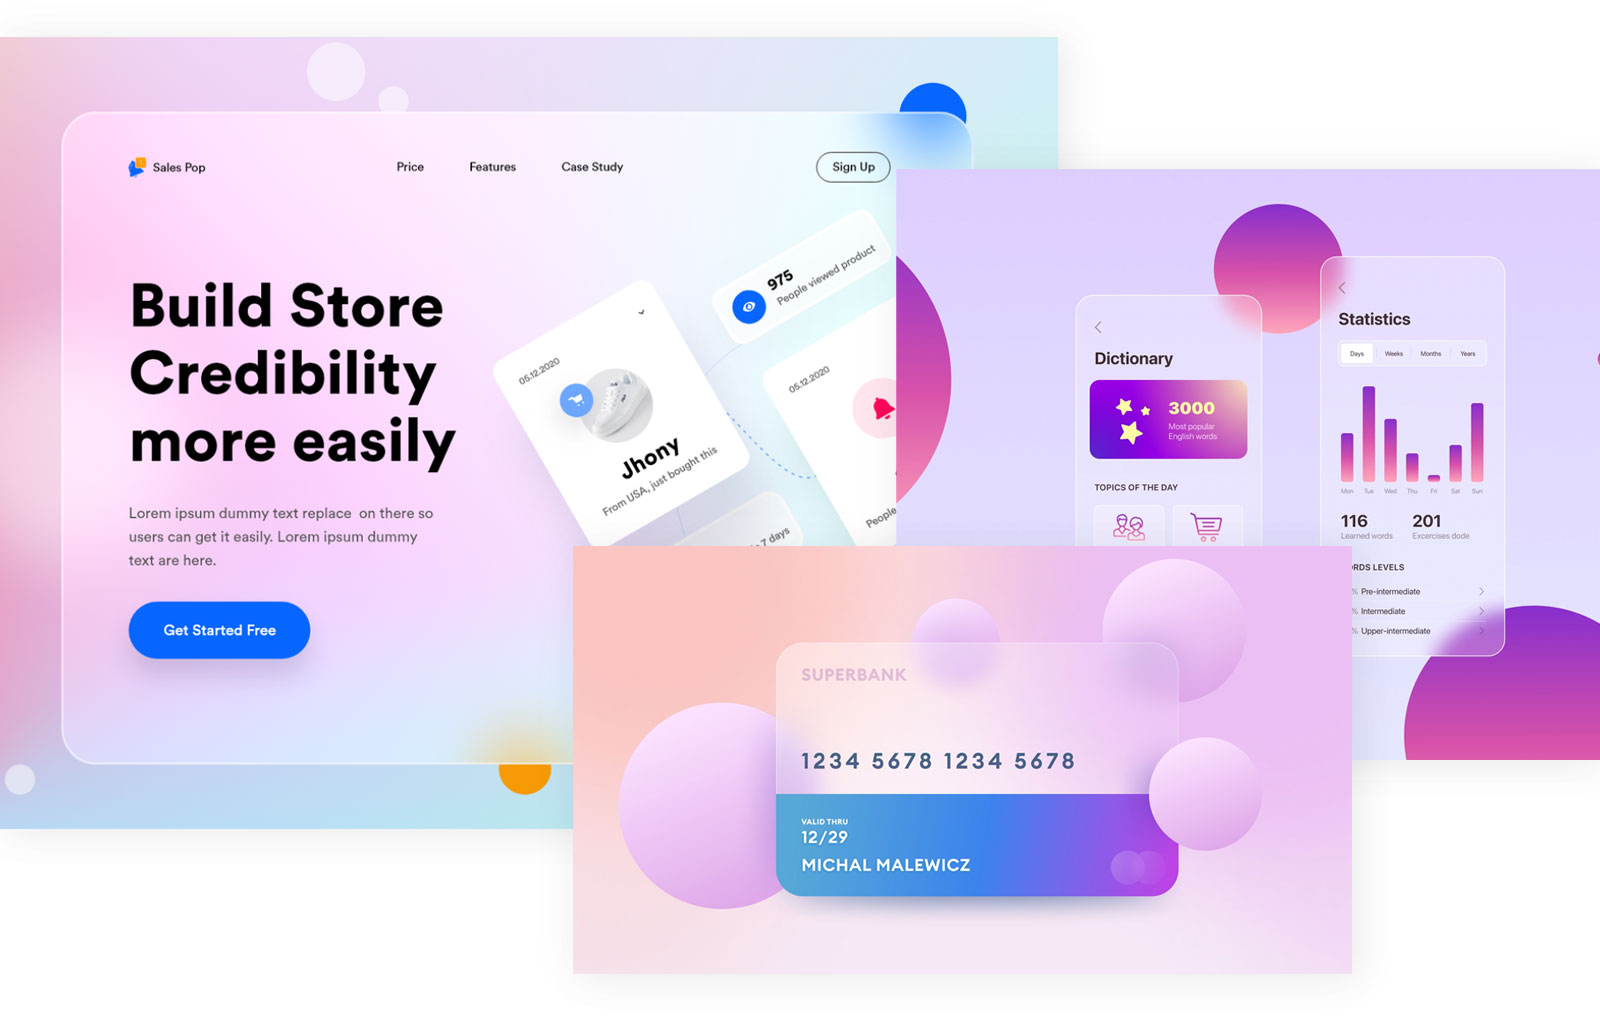 Sales Pop
Price
Features
Case Study
Sign Up
Build Store
Credibility
more easily
Lorem ipsum dummy text replace on there so
users can get it easily. Lorem ipsum dummy
text are here.
Get Started Free
05.12.2020
Jhony
From USA, just bought this
975
People viewed product
05.12.2020
People
7 days
Dictionary
3000
Most popular
English words
TOPICS OF THE DAY
Statistics
Days Weeks Months Years
Mon Tue Wed Thu Fri Sat Sun
116 201
Learned words Excercises dode
RDS LEVELS
% Pre-intermediate
% Intermediate
% Upper-intermediate
SUPERBANK
1234 5678 1234 5678
VALID THRU
12/29
MICHAL MALEWICZ